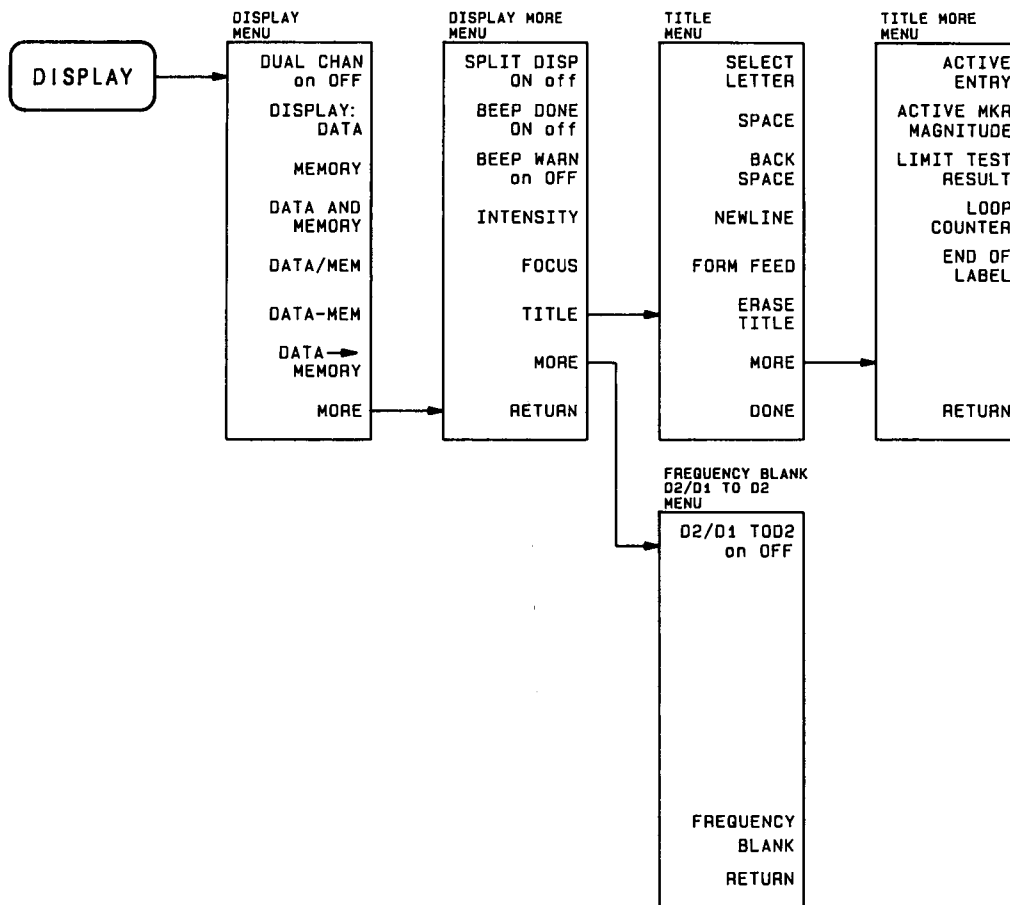 DISPLAY
DISPLAY
MENU
DUAL CHAN
on OFF
DISPLAY:
DATA
MEMORY
DATA AND
MEMORY
DATA/MEM
DATA-MEM
DATA→
MEMORY
MORE
DISPLAY MORE
MENU
SPLIT DISP
ON off
BEEP DONE
ON off
BEEP WARN
on OFF
INTENSITY
FOCUS
TITLE
MORE
RETURN
TITLE
MENU
SELECT
LETTER
SPACE
BACK
SPACE
NEWLINE
FORM FEED
ERASE
TITLE
MORE
DONE
TITLE MORE
MENU
ACTIVE
ENTRY
ACTIVE MKR
MAGNITUDE
LIMIT TEST
RESULT
LOOP
COUNTER
END OF
LABEL
RETURN
FREQUENCY BLANK
D2/D1 TO D2
MENU
D2/D1 TOD2
on OFF
FREQUENCY
BLANK
RETURN